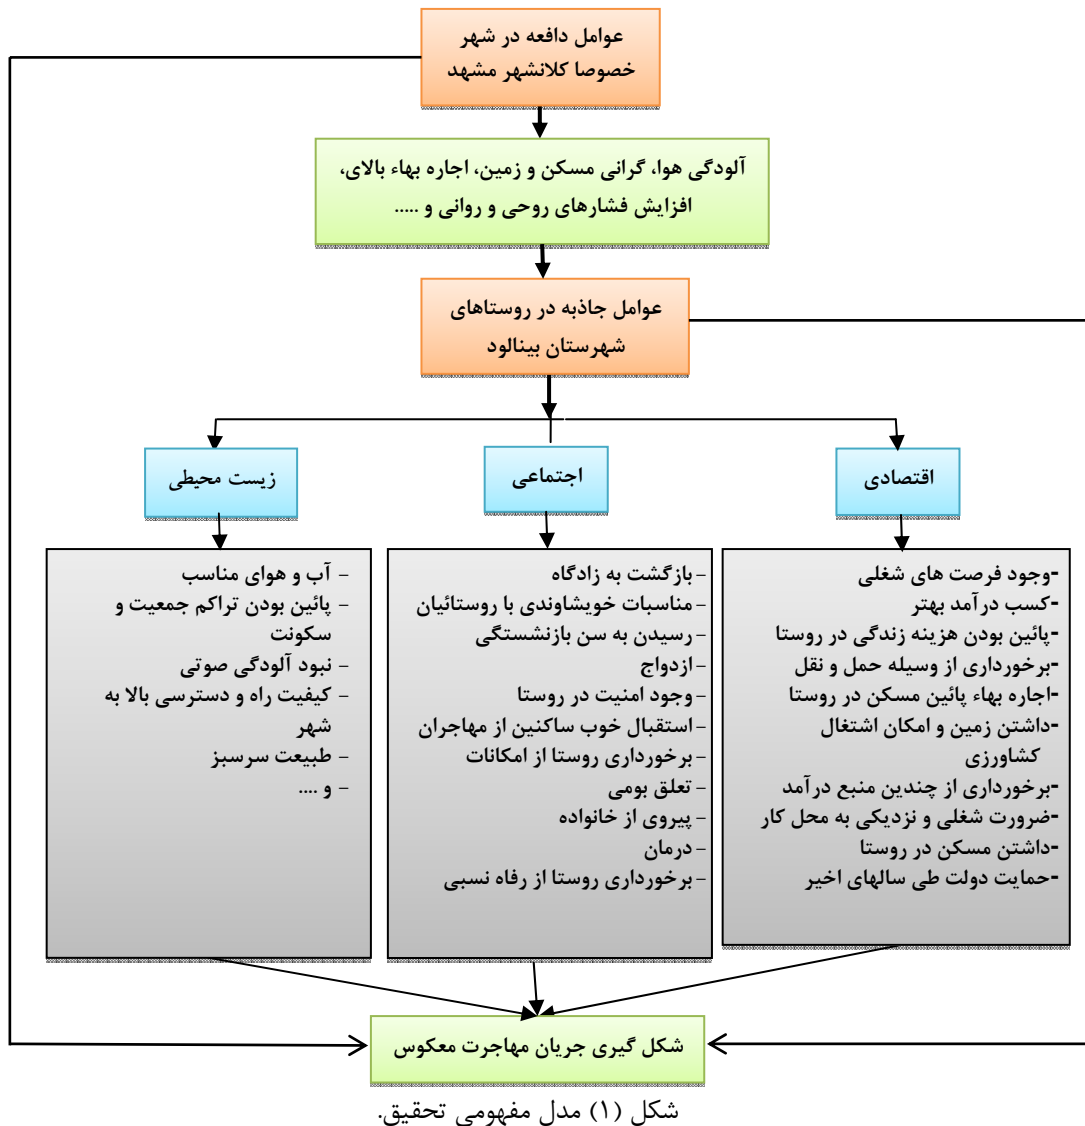 عوامل دافعه در شهر
خصوصا کلانشهر مشهد
آلودگی هوا، گرانی مسکن و زمین، اجاره بهاء بالای،
افزایش فشارهای روحی و روانی و .....
عوامل جاذبه در روستاهای
شهرستان بینالود
اقتصادی
اجتماعی
زیست محیطی
-وجود فرصت های شغلی
-کسب درآمد بهتر
-پائین بودن هزینه زندگی در روستا
-برخورداری از وسیله حمل و نقل
-اجاره بهاء پائین مسکن در روستا
-داشتن زمین و امکان اشتغال
کشاورزی
-برخورداری از چندین منبع درآمد
-ضرورت شغلی و نزدیکی به محل کار
-داشتن مسکن در روستا
-حمایت دولت طی سالهای اخیر
– بازگشت به زادگاه
– مناسبات خویشاوندی با روستائیان
– رسیدن به سن بازنشستگی
– ازدواج
– وجود امنیت در روستا
– استقبال خوب ساکنین از مهاجران
– برخورداری روستا از امکانات
– تعلق بومی
– پیروی از خانواده
– درمان
– برخورداری روستا از رفاه نسبی
– آب و هوای مناسب
– پائین بودن تراکم جمعیت و
سکونت
– نبود آلودگی صوتی
– کیفیت راه و دسترسی بالا به
شهر
– طبیعت سرسبز
– و ....
شکل گیری جریان مهاجرت معکوس
شکل (۱) مدل مفهومی تحقیق.